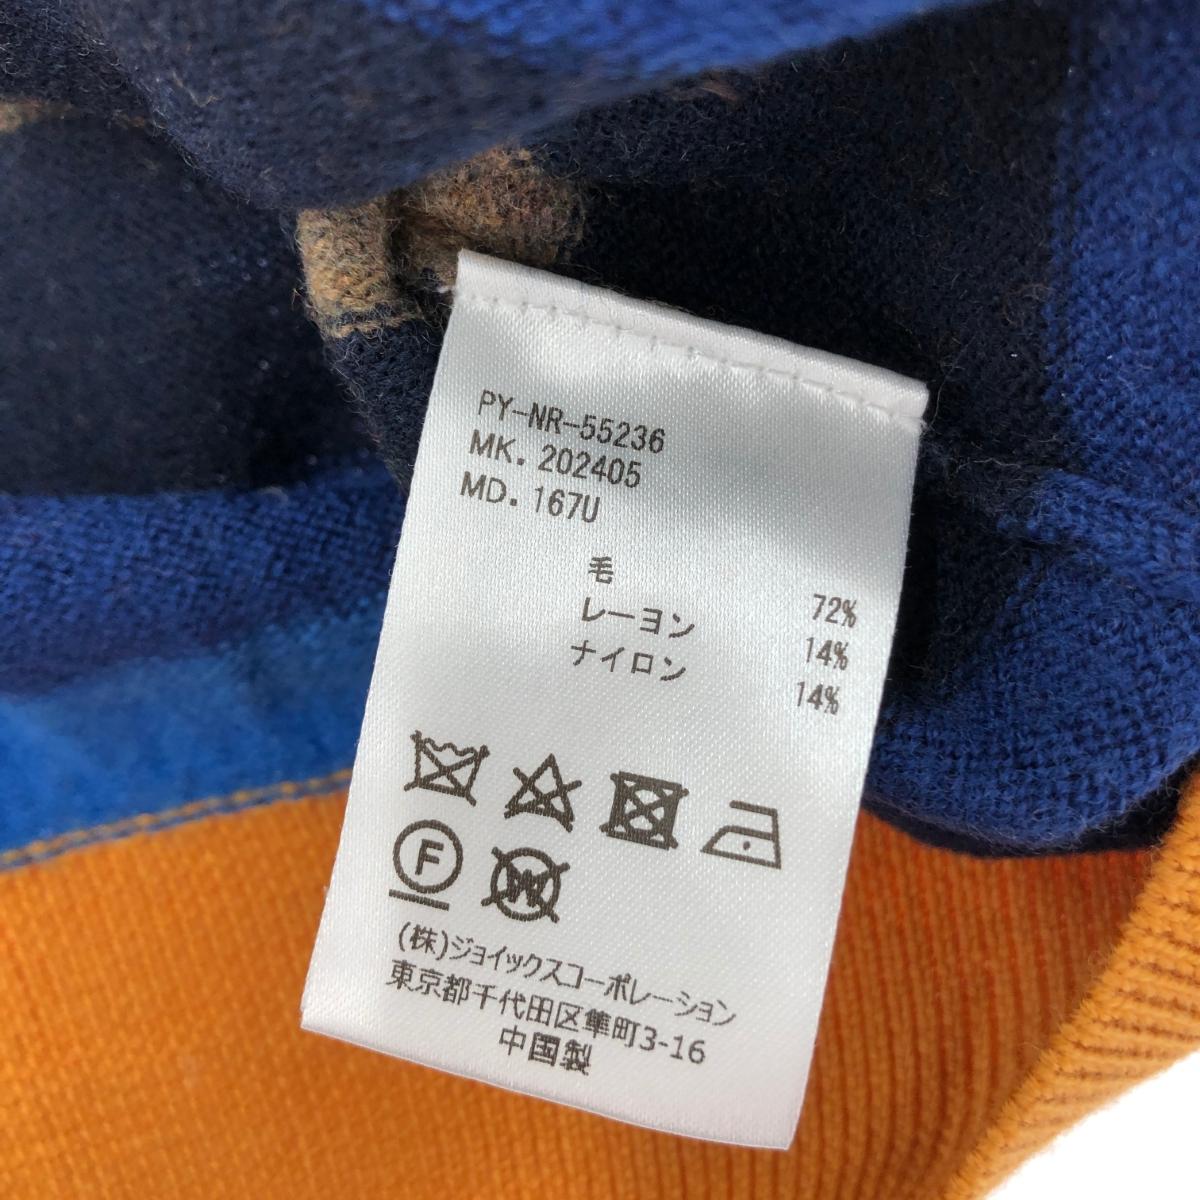 PY-NR-55236
MK. 202405
MD. 167U
毛 72%
レーヨン 14%
ナイロン 14%
F
W
(株)ジョイックスコーポレーション
東京都千代田区隼町3-16
中国製